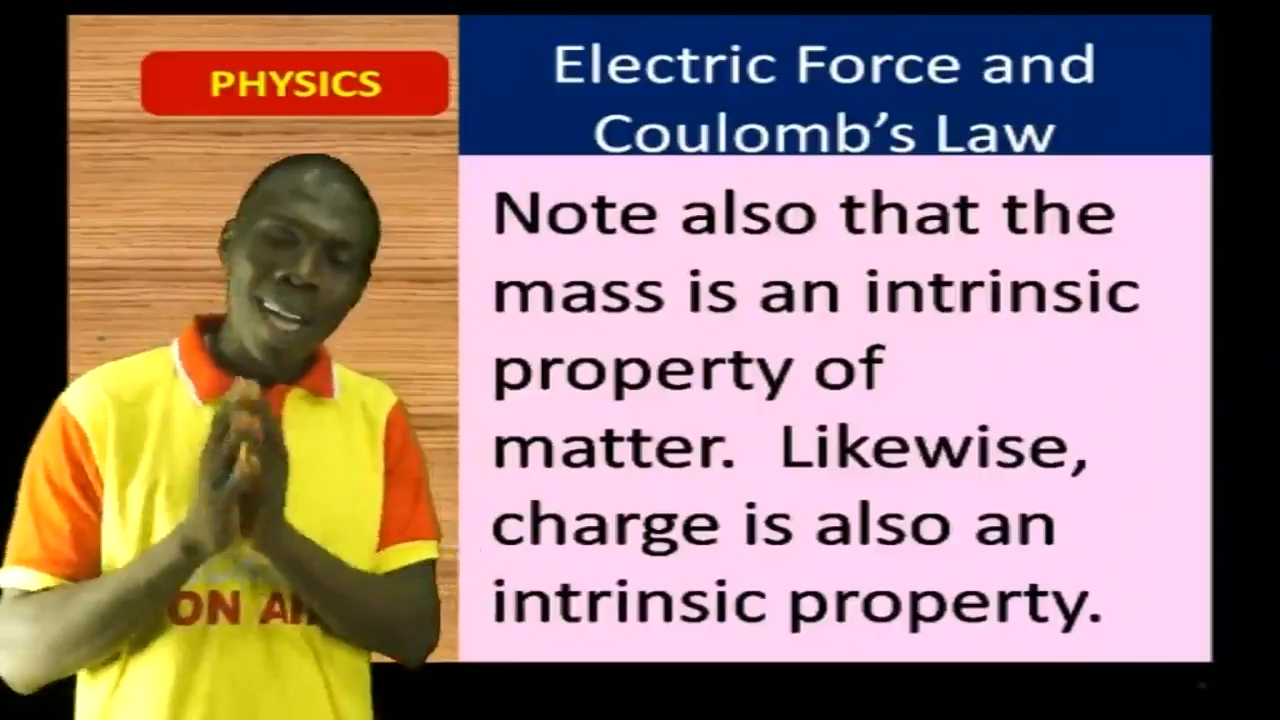 PHYSICS
Electric Force and
Coulomb's Law
Note also that the
mass is an intrinsic
property of
matter.  Likewise,
charge is also an
intrinsic property.
ON AI